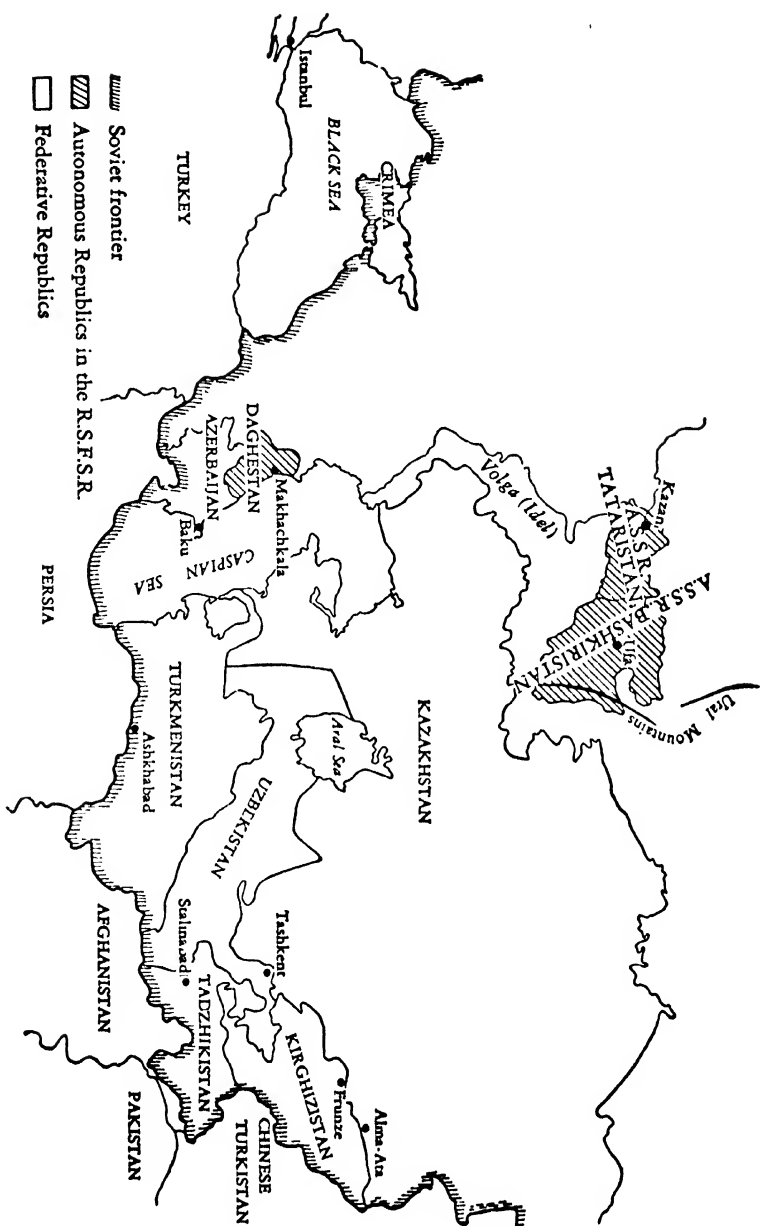 Istanbul
BLACK SEA
CRIMEA
TURKEY
Soviet frontier
Autonomous Republics in the R.S.F.S.R.
Federative Republics
Kazan
A.S.S.R.
TATARISTAN
A.S.S.R. BASHKIRISTAN
Ufa
Ural Mountains
Volga (Idel)
DAGHESTAN
AZERBAIJAN
Makhachkala
Baku
CASPIAN SEA
PERSIA
KAZAKHSTAN
Aral Sea
TURKMENISTAN
Ashkhabad
UZBEKISTAN
Tashkent
Stalinabad
TADZHIKISTAN
KIRGHIZISTAN
Frunze
Alma-Ata
AFGHANISTAN
PAKISTAN
CHINESE
TURKISTAN